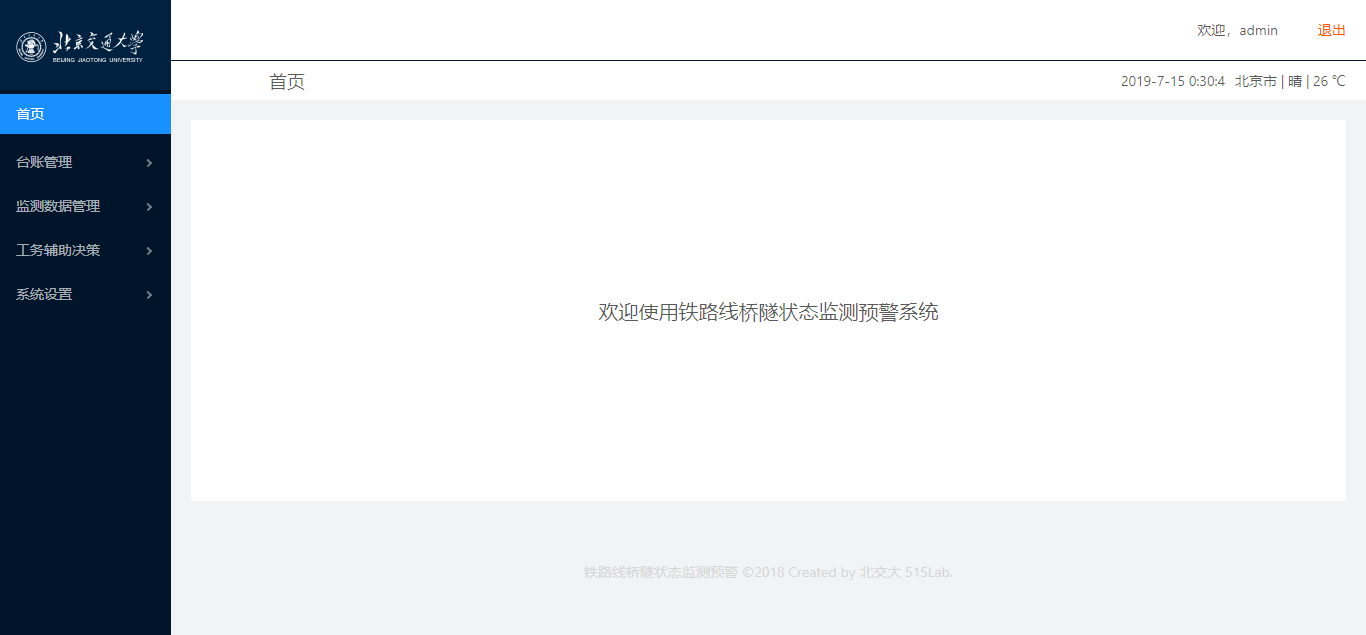 北京交通大学
BEIJING JIAOTONG UNIVERSITY
欢迎，admin
退出
首页
2019-7-15 0:30:4 北京市 | 晴 | 26 ℃
首页
台账管理
监测数据管理
工务辅助决策
系统设置
欢迎使用铁路线桥隧状态监测预警系统
铁路线桥隧状态监测预警 ©2018 Created by 北交大 515Lab.